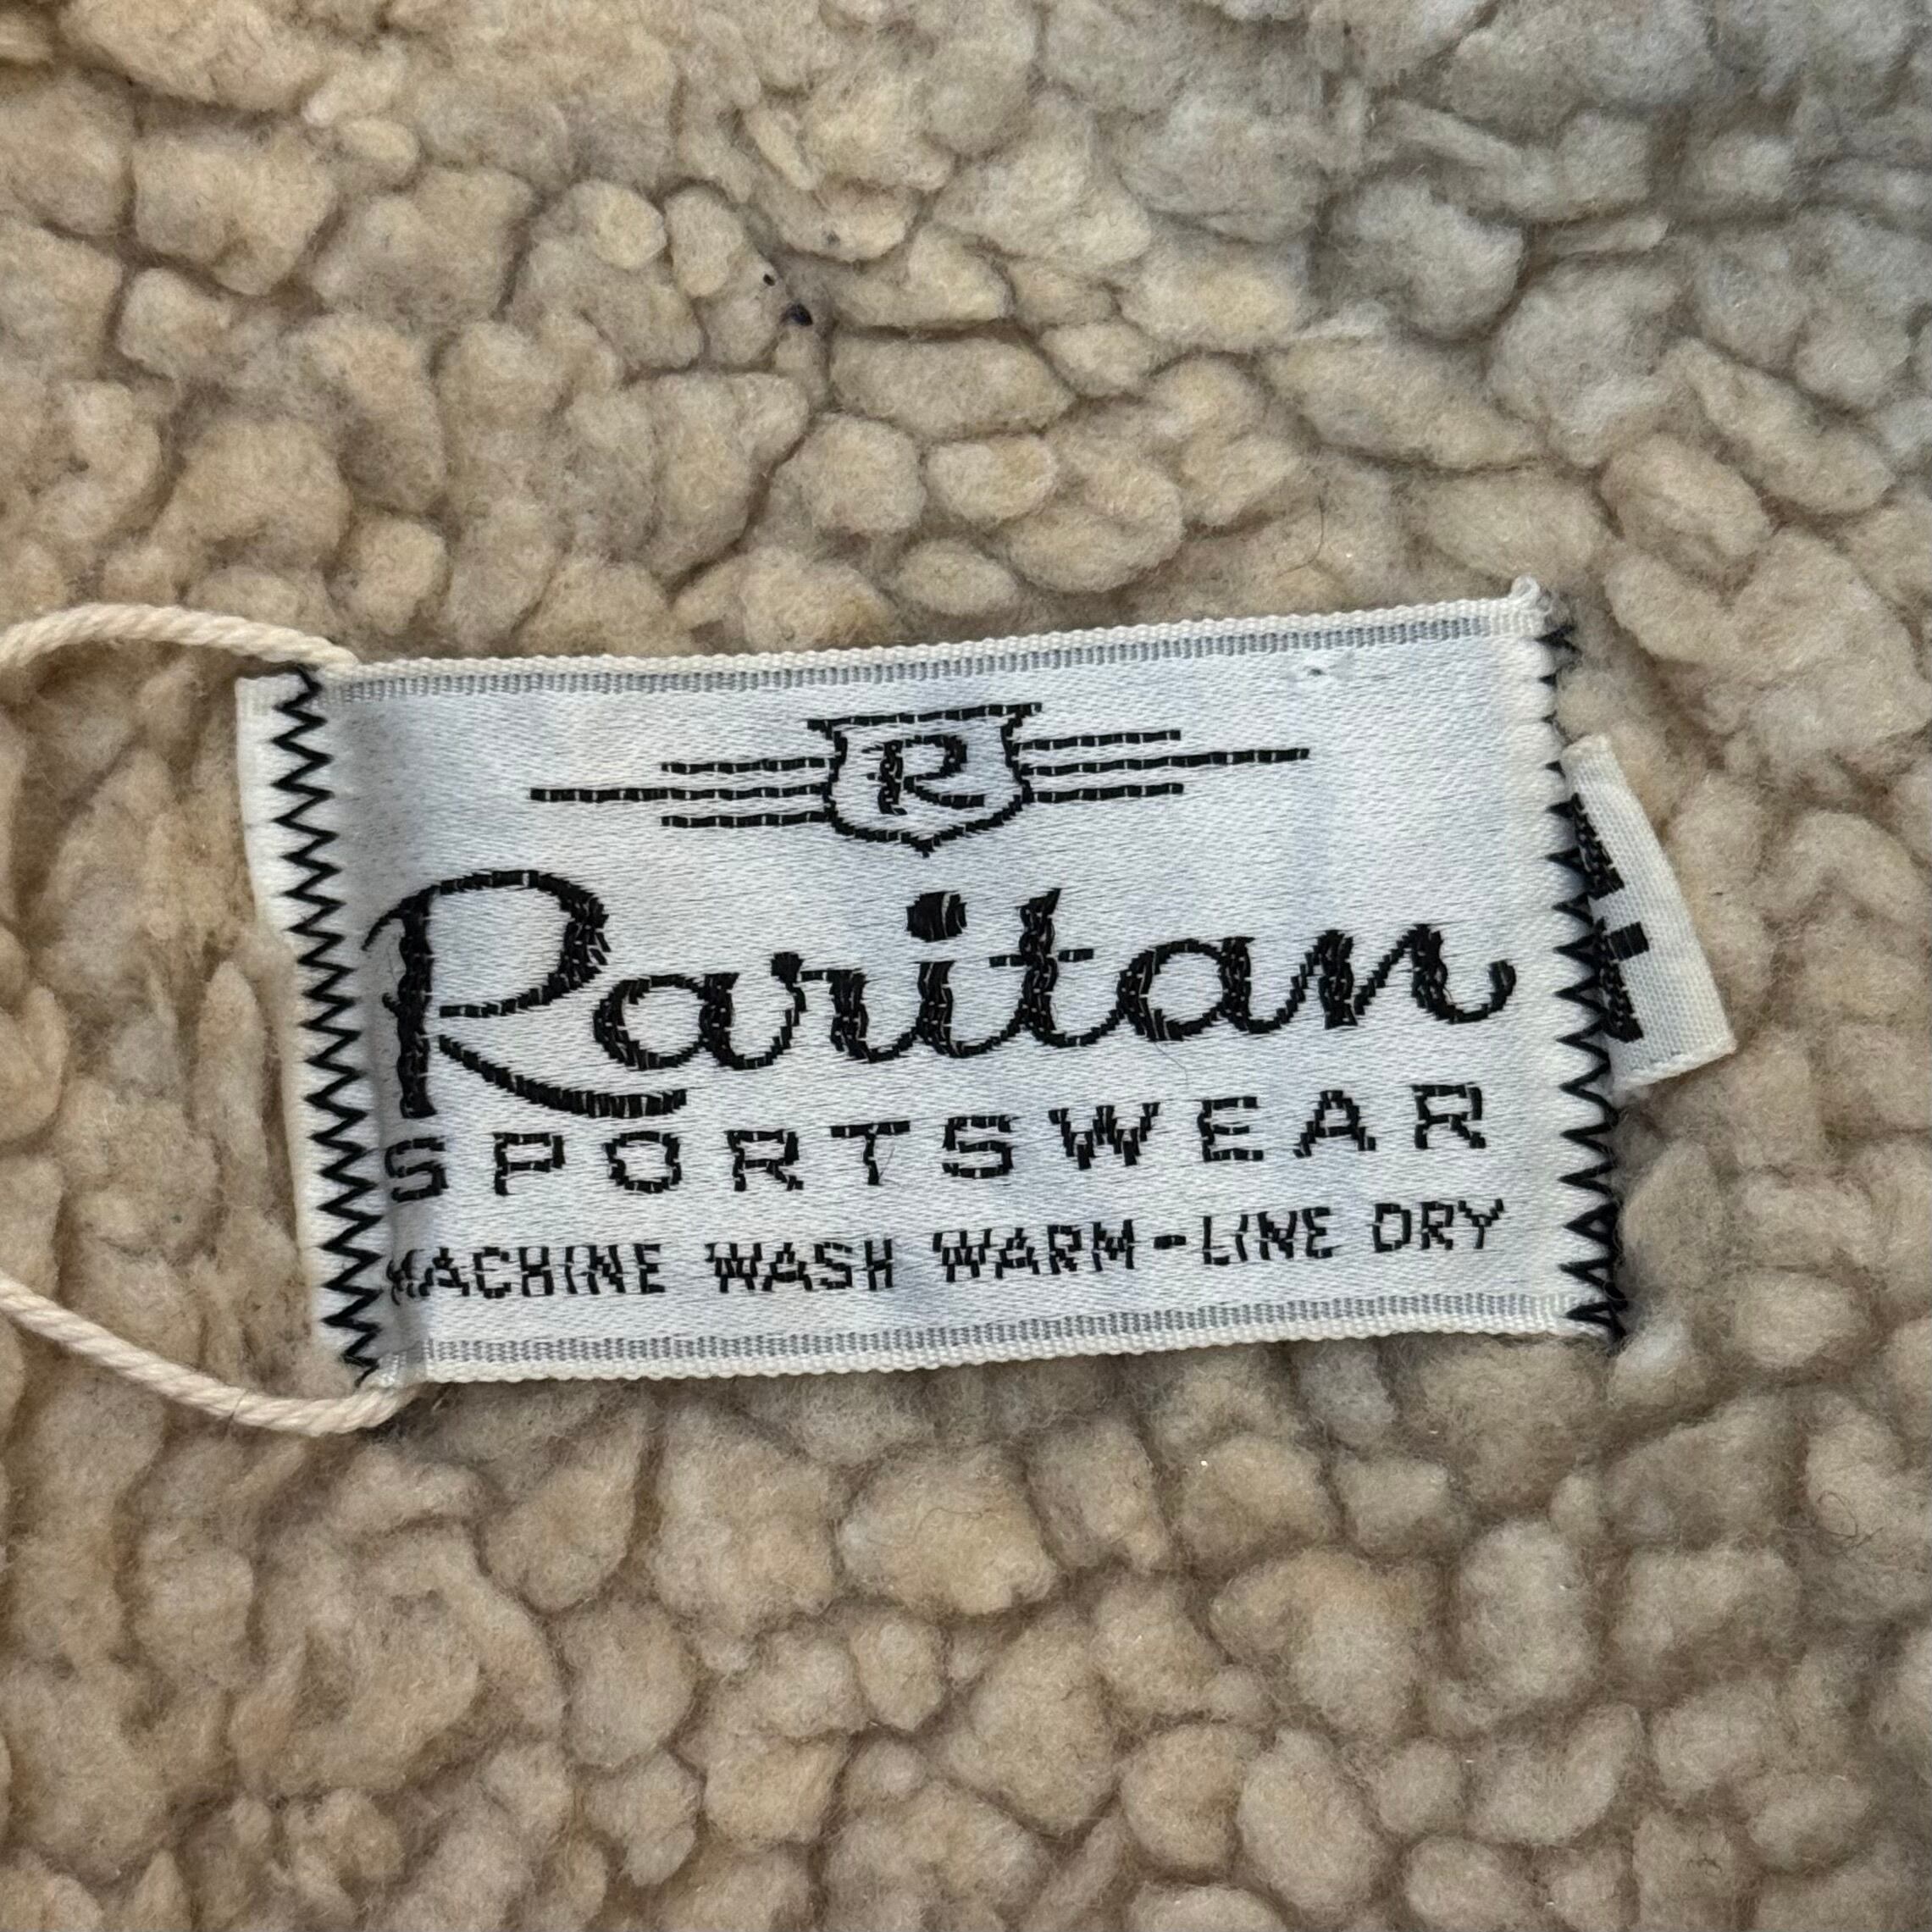 R
Raritan
SPORTSWEAR
MACHINE WASH WARM-LINE DRY